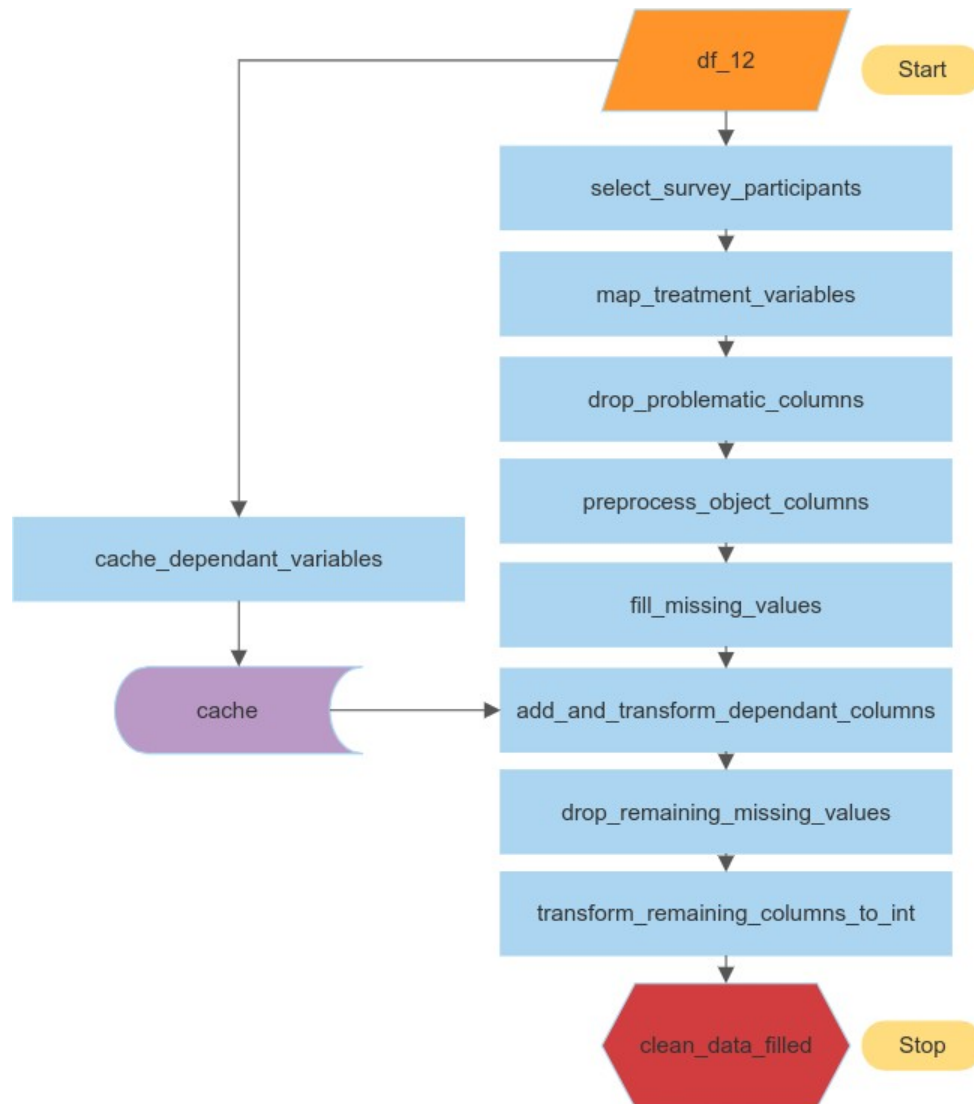 df_12
Start
select_survey_participants
map_treatment_variables
drop_problematic_columns
preprocess_object_columns
cache_dependant_variables
fill_missing_values
cache
add_and_transform_dependant_columns
drop_remaining_missing_values
transform_remaining_columns_to_int
clean_data_filled
Stop